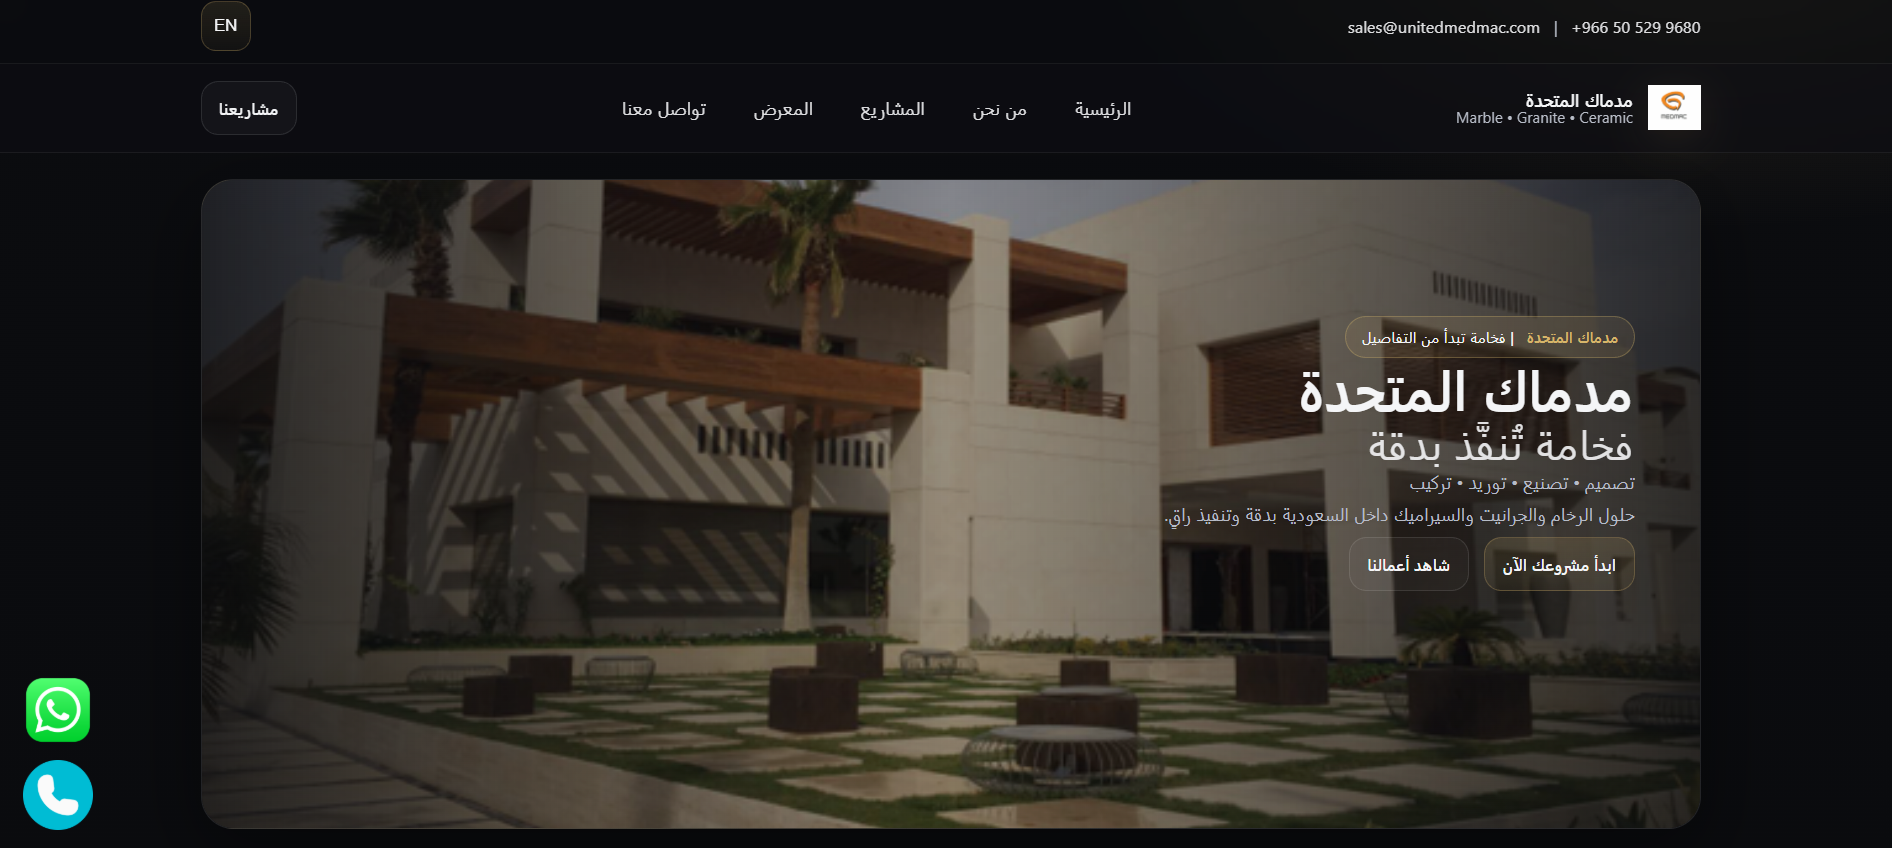 +966 50 529 9680 | sales@unitedmedmac.com
EN
مدماك المتحدة
Marble • Granite • Ceramic
MEDMAC
الرئيسية
من نحن
المشاريع
المعرض
تواصل معنا
مشاريعنا
مدماك المتحدة | فخامة تبدأ من التفاصيل
مدماك المتحدة
فخامة تُنفَّذ بدقة
تصميم • تصنيع • توريد • تركيب
حلول الرخام والجرانيت والسيراميك داخل السعودية بدقة وتنفيذ راقٍ.
ابدأ مشروعك الآن
شاهد أعمالنا